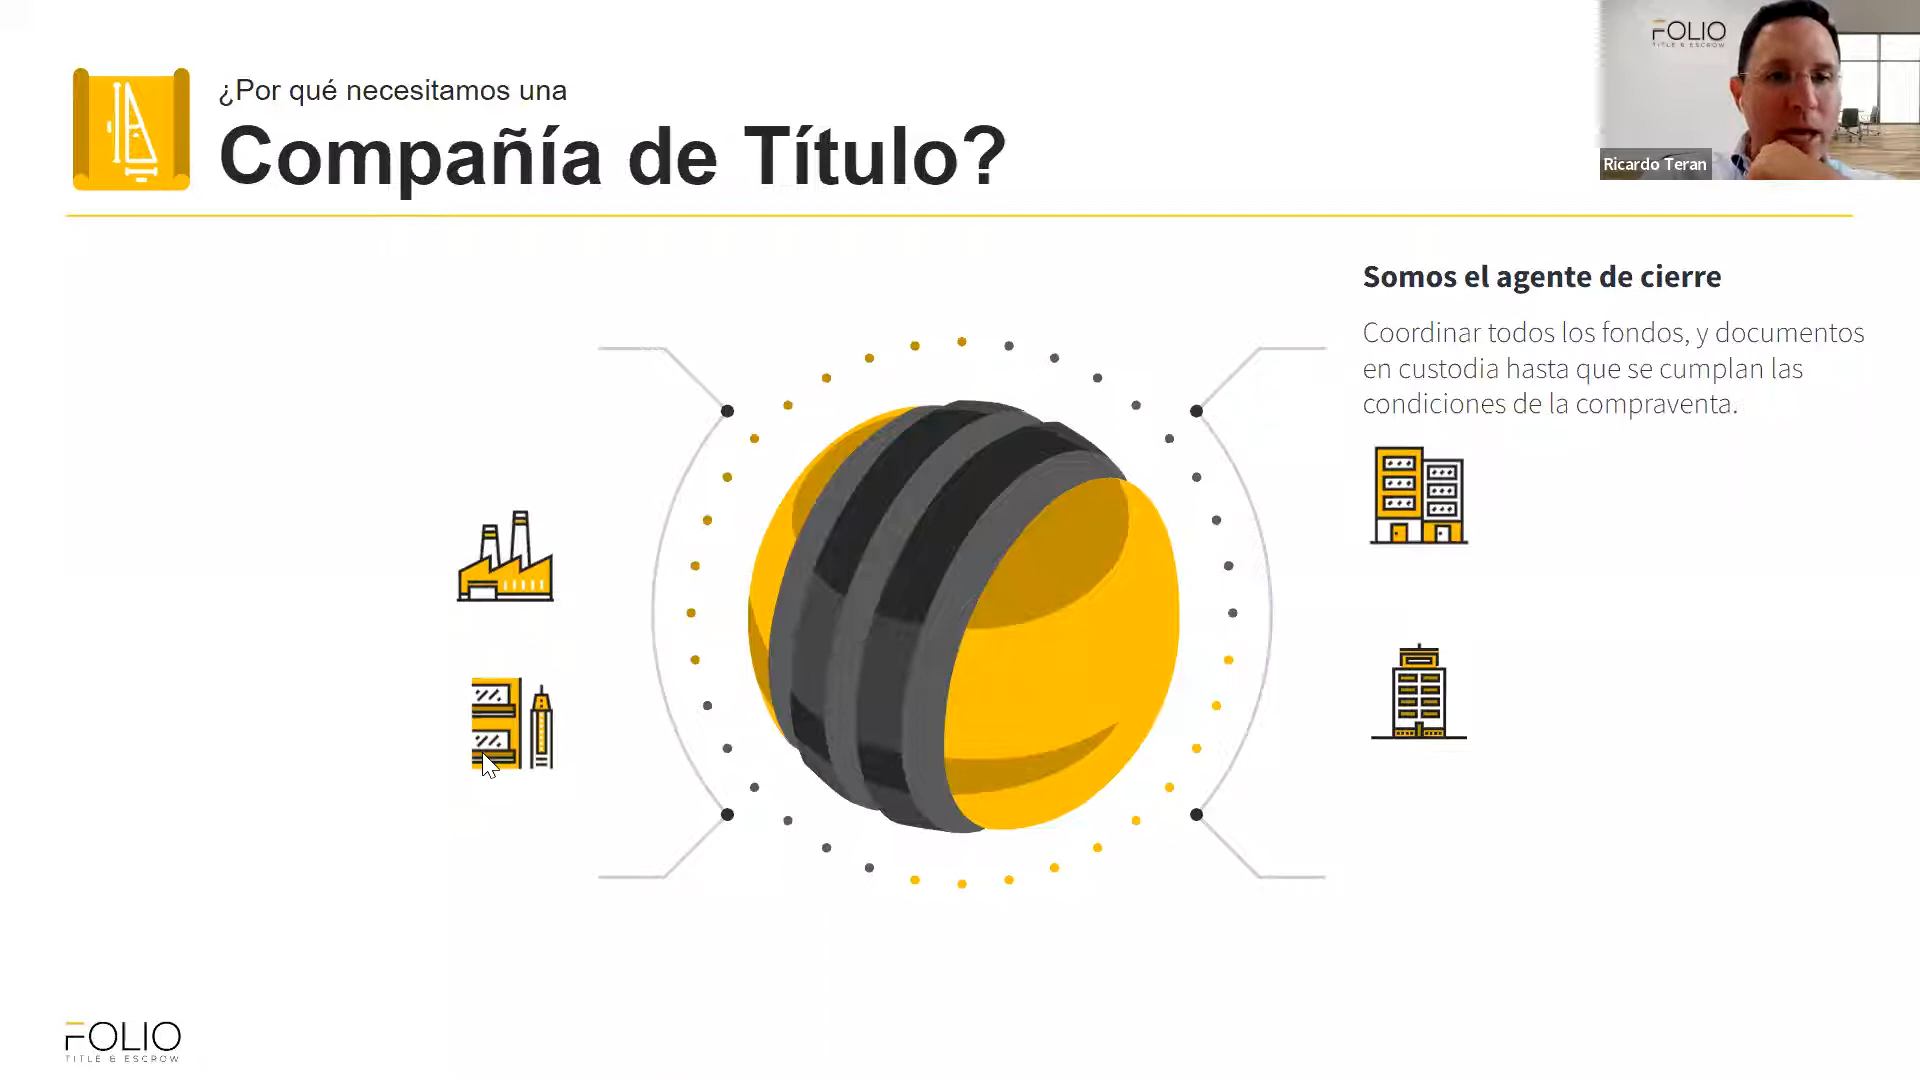 ¿Por qué necesitamos una
Compañía de Título?
FOLIO
TITLE & ESCROW
Ricardo Teran
Somos el agente de cierre
Coordinar todos los fondos, y documentos
en custodia hasta que se cumplan las
condiciones de la compraventa.
FOLIO
TITLE & ESCROW